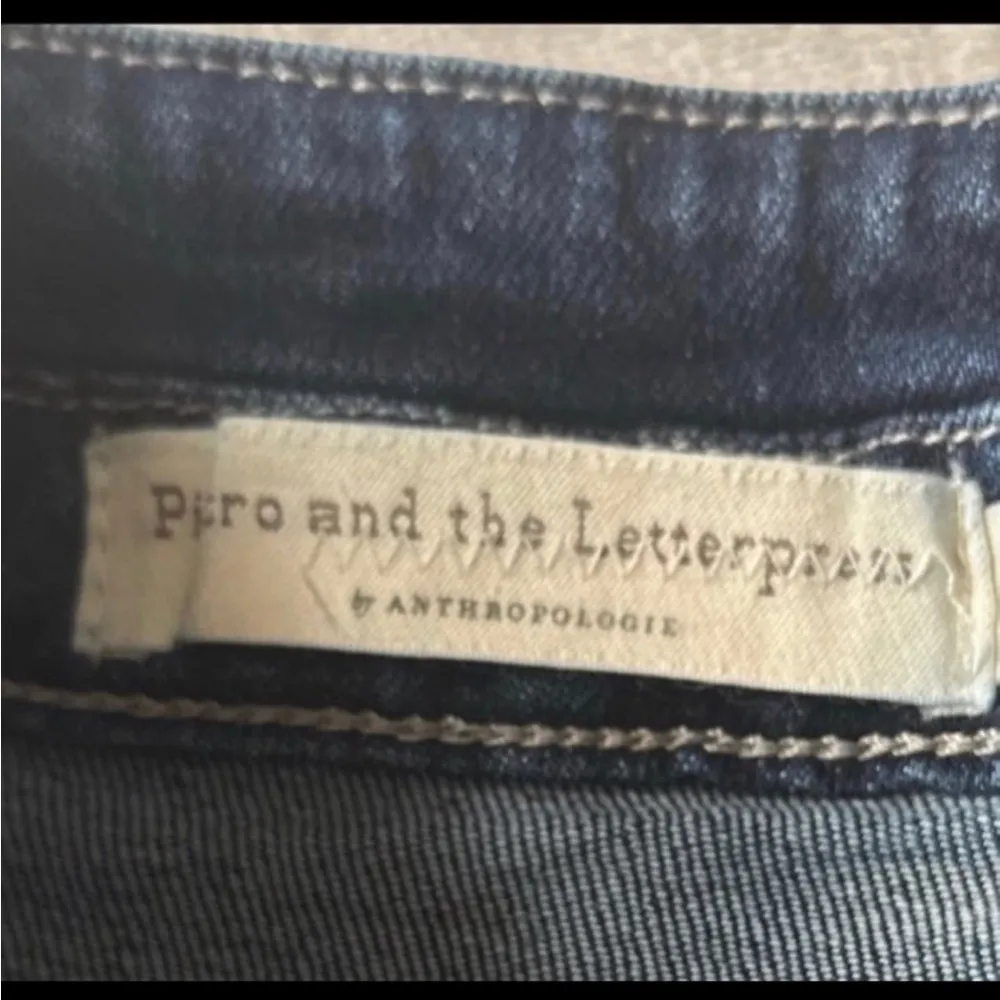 and the Letterpress
by ANTHROPOLOGIE